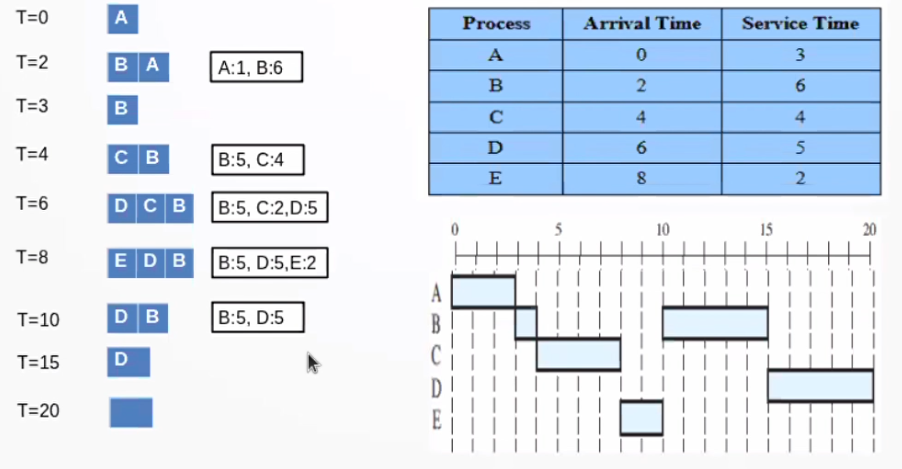 T=0 A
T=2 B A A:1, B:6
T=3 B
T=4 C B B:5, C:4
T=6 D C B B:5, C:2,D:5
T=8 E D B B:5, D:5,E:2
T=10 D B B:5, D:5
T=15 D
T=20
Process Arrival Time Service Time
A 0 3
B 2 6
C 4 4
D 6 5
E 8 2
0 5 10 15 20
A
B
C
D
E